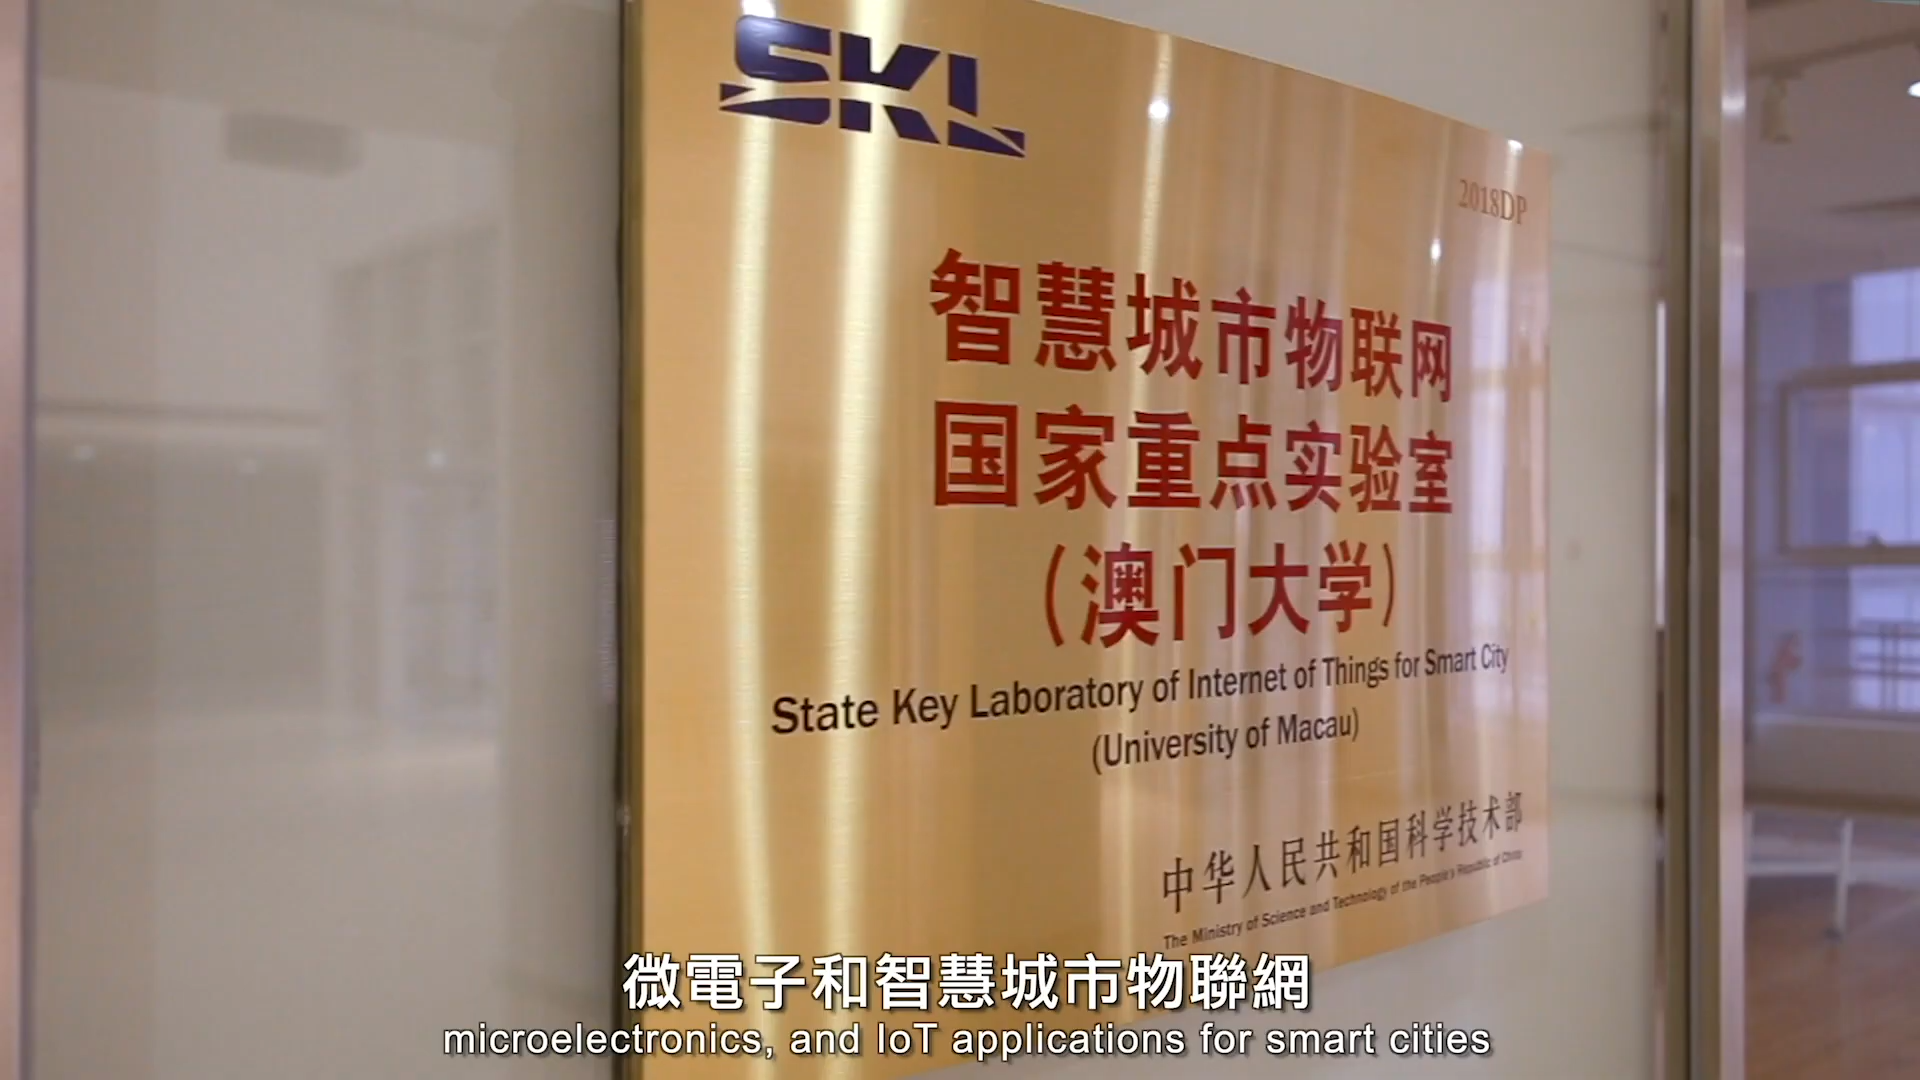 SKL
2018DP
智慧城市物联网
国家重点实验室
（澳门大学）
State Key Laboratory of Internet of Things for Smart City
(University of Macau)
中华人民共和国科学技术部
The Ministry of Science and Technology of the People's Republic of China
微電子和智慧城市物聯網
microelectronics, and IoT applications for smart cities